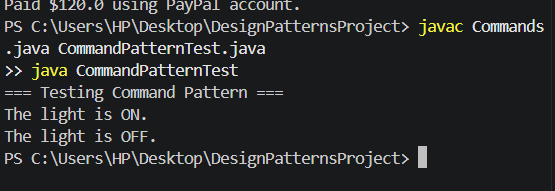 Paid $120.0 using PayPal account.
PS C:\Users\HP\Desktop\DesignPatternsProject> javac Commands
.java CommandPatternTest.java
>> java CommandPatternTest
=== Testing Command Pattern ===
The light is ON.
The light is OFF.
PS C:\Users\HP\Desktop\DesignPatternsProject>